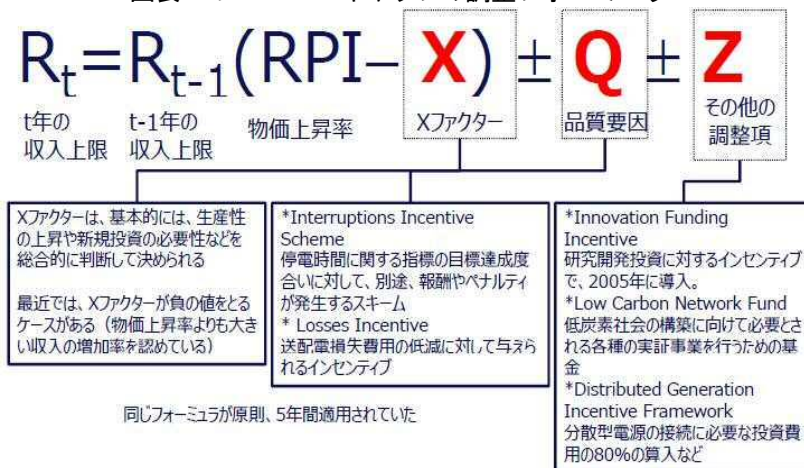 Rt=Rt-1(RPI-X)±Q±Z
t年の
収入上限
t-1年の
収入上限
物価上昇率
Xファクター
品質要因
その他の
調整項
Xファクターは、基本的には、生産性
の上昇や新規投資の必要性などを
総合的に判断して決められる
最近では、Xファクターが負の値をとる
ケースがある（物価上昇率よりも大き
い収入の増加率を認めている）
*Interruptions Incentive
Scheme
停電時間に関する指標の目標達成度
合いに対して、別途、報酬やペナルティ
が発生するスキーム
* Losses Incentive
送配電損失費用の低減に対して与えら
れるインセンティブ
*Innovation Funding
Incentive
研究開発投資に対するインセンティブ
で、2005年に導入。
*Low Carbon Network Fund
低炭素社会の構築に向けて必要とさ
れる各種の実証事業を行うための基
金
*Distributed Generation
Incentive Framework
分散型電源の接続に必要な投資費
用の80%の算入など
同じフォーミュラが原則、5年間適用されていた